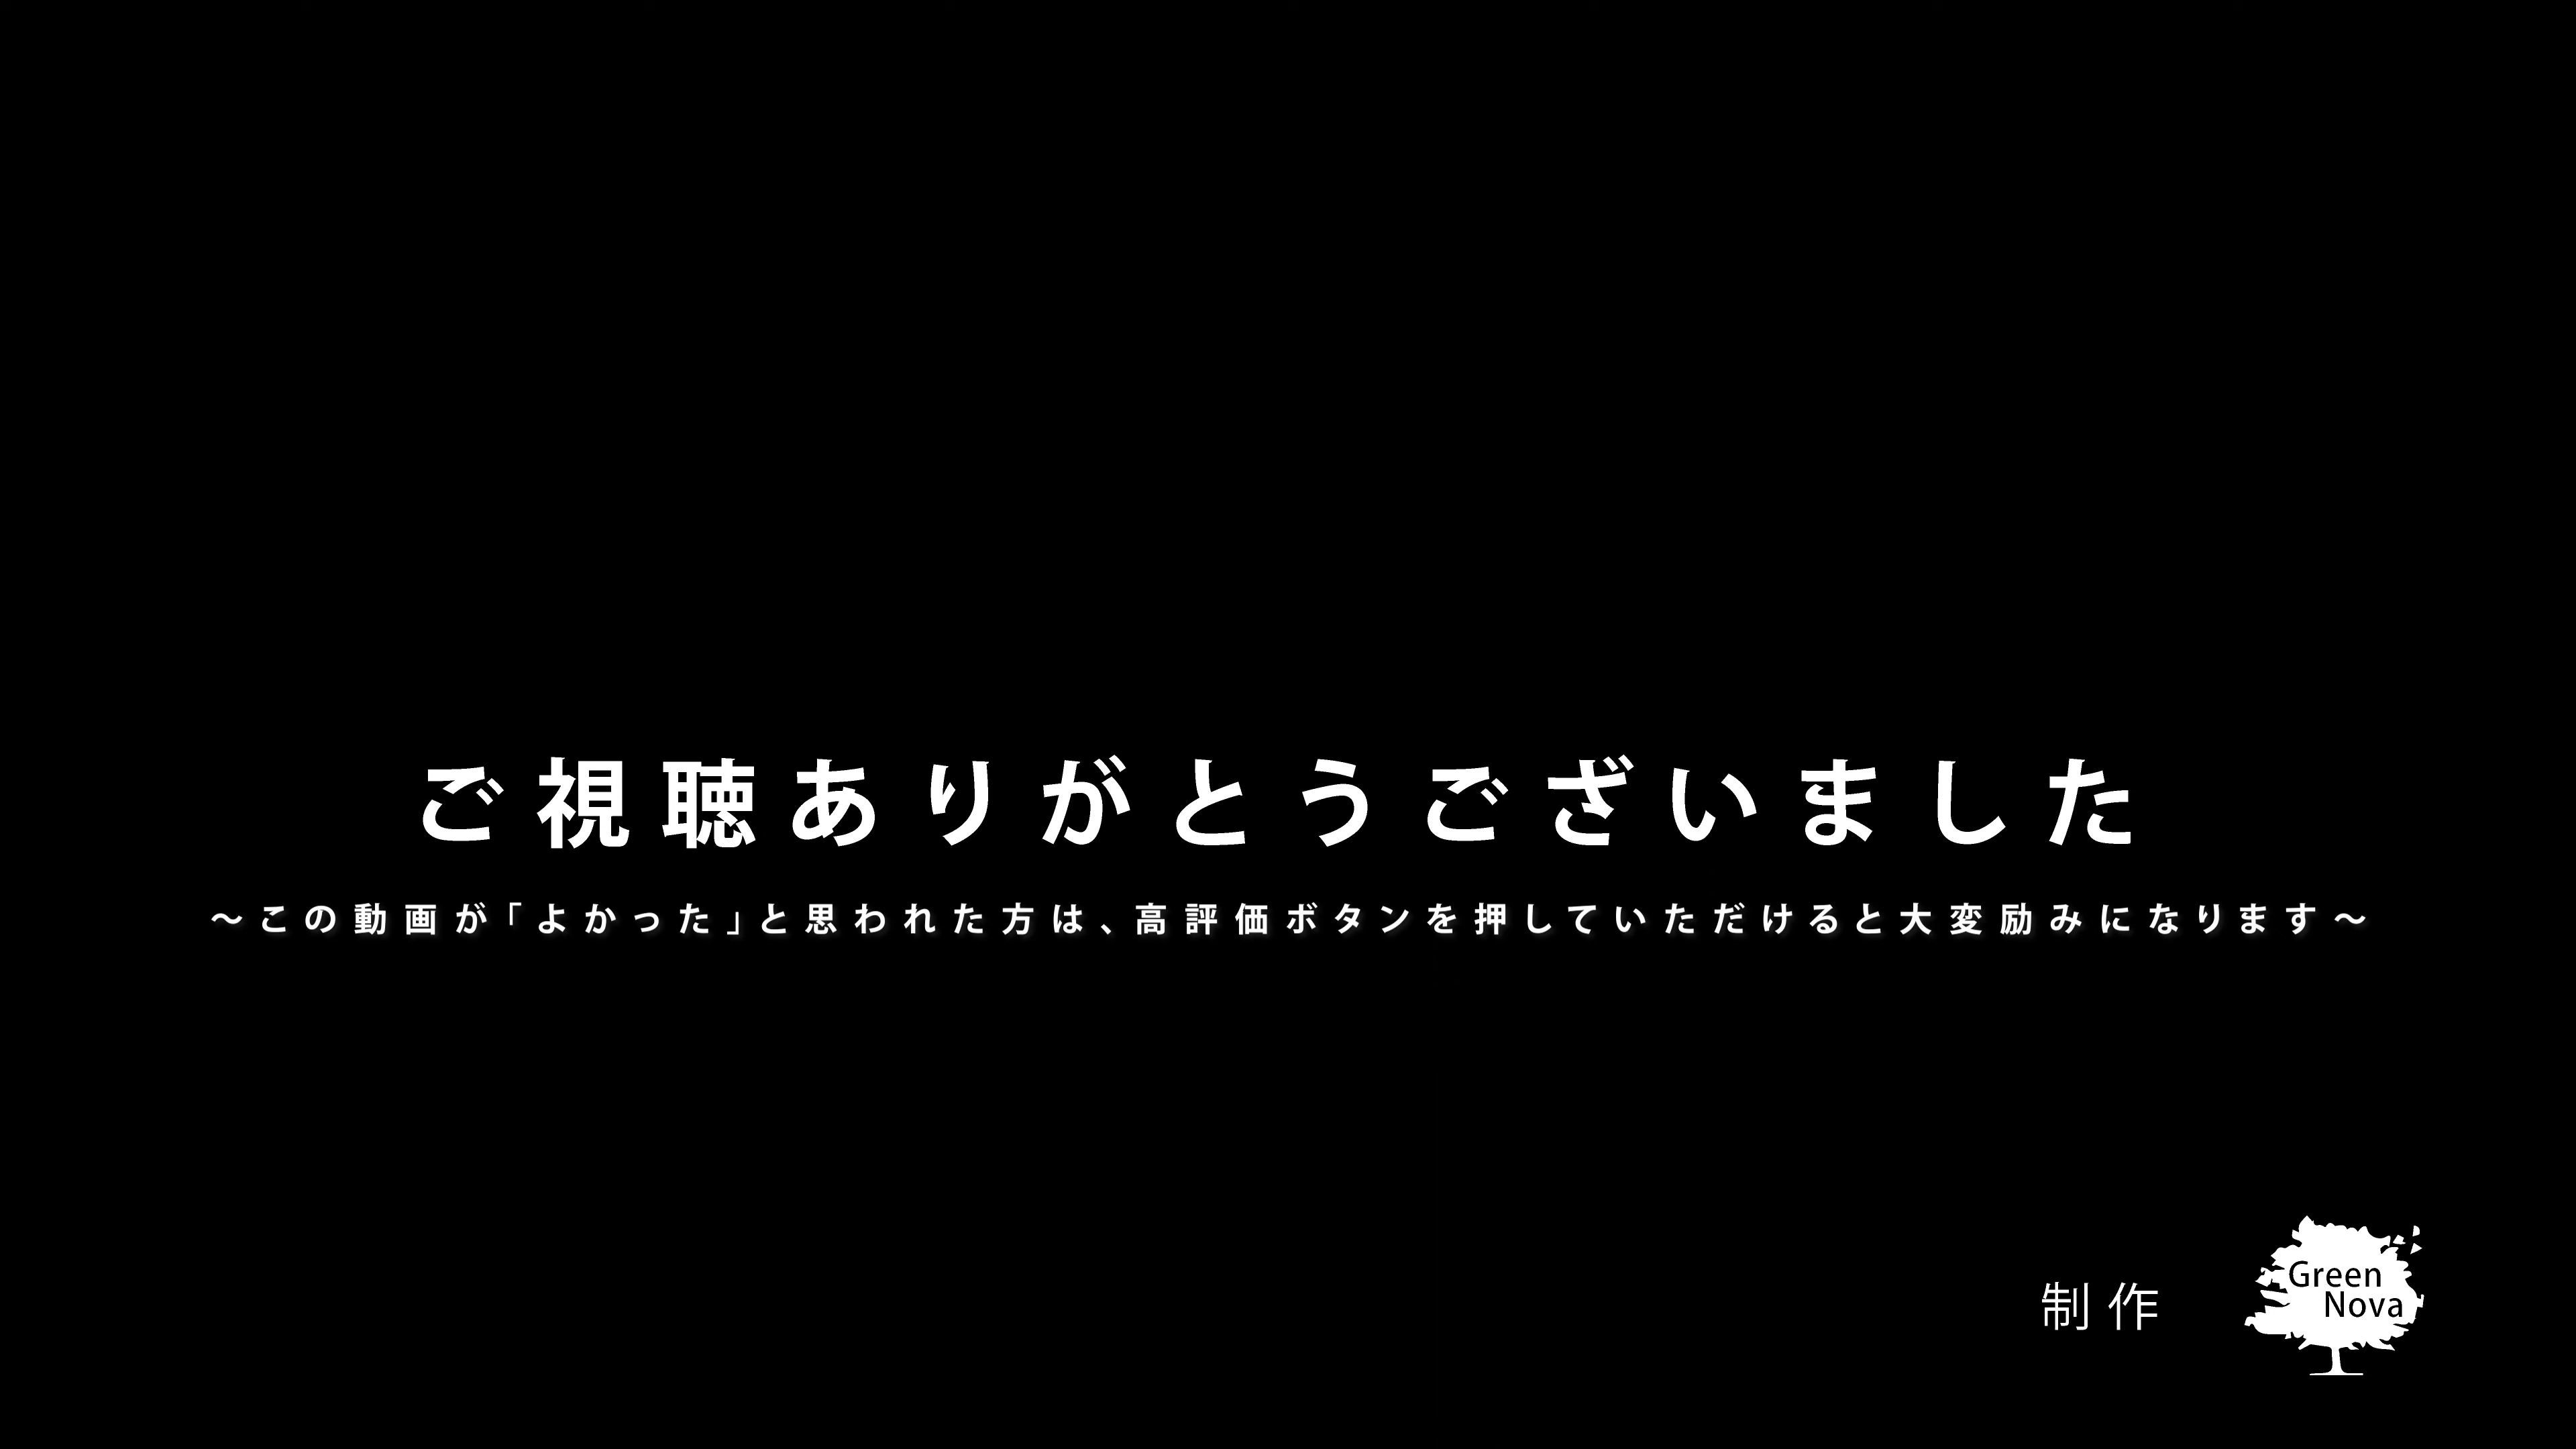 ご視聴ありがとうございました
～この動画が「よかった」と思われた方は、高評価ボタンを押していただけると大変励みになります～
制作
Green
Nova